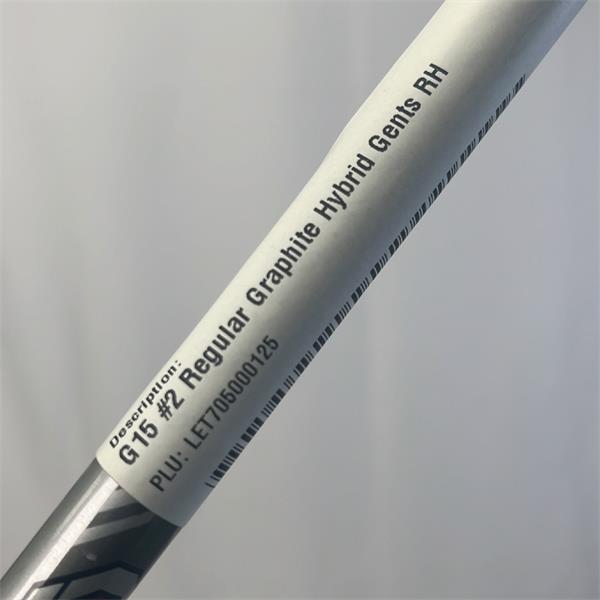 Description:
G15 #2 Regular Graphite Hybrid Gents RH
PLU: LET705000125